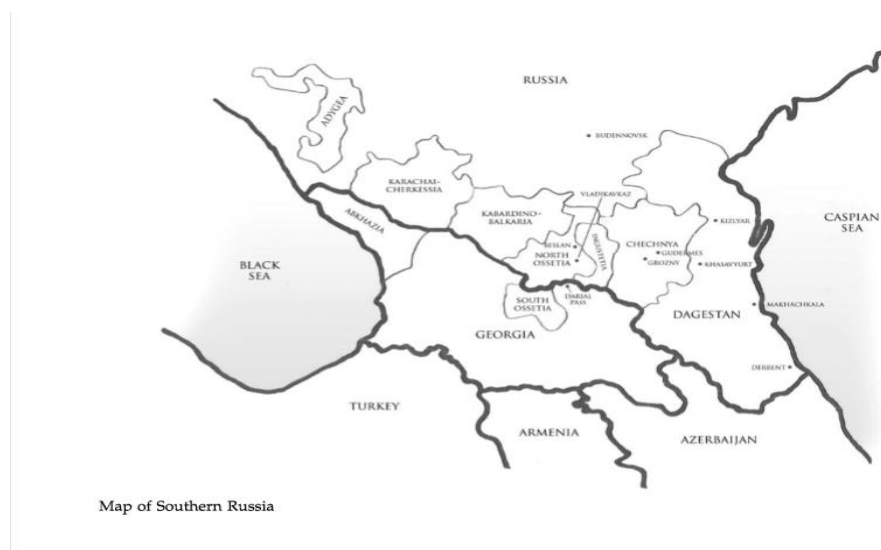 RUSSIA
ADYGEA
BUDENNOVSK
KARACHAI-
CHERKESSIA
VLADIKAVKAZ
ABKHAZIA
KABARDINO-
BALKARIA
KIZLYAR
CASPIAN
SEA
BESLAN
NORTH
OSSETIA
INGUSHETIA
CHECHNYA
GUDERMES
GROZNY
KHASAVYURT
BLACK
SEA
SOUTH
OSSETIA
DARIAL
PASS
MAKHACHKALA
DAGESTAN
GEORGIA
DERBENT
TURKEY
ARMENIA
AZERBAIJAN
Map of Southern Russia